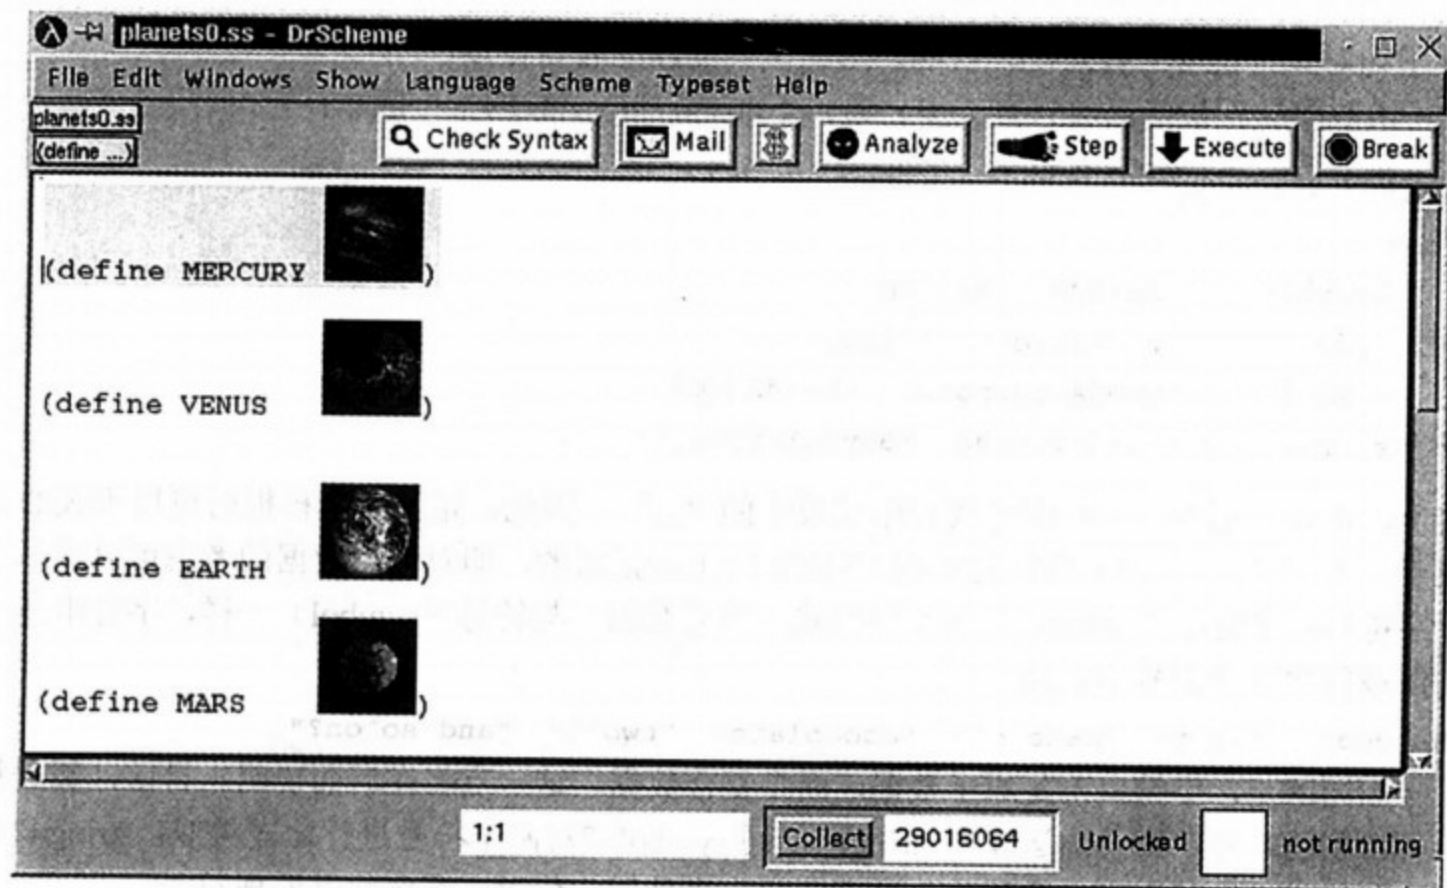 planets0.ss - DrScheme
File Edit Windows Show Language Scheme Typeset Help
planets0.ss
(define ...)
Check Syntax Mail $ Analyze Step Execute Break
(define MERCURY )
(define VENUS )
(define EARTH )
(define MARS )
1:1 Collect 29016064 Unlocked not running